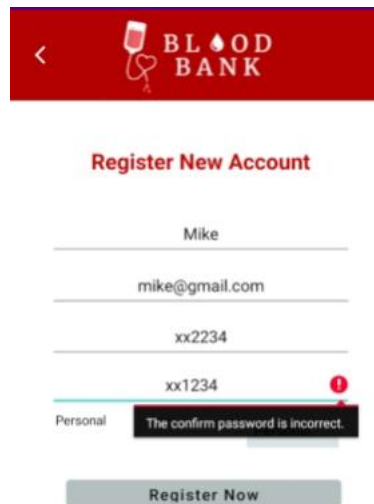 BLOOD
BANK
Register New Account
Mike
mike@gmail.com
xx2234
xx1234
Personal
The confirm password is incorrect.
Register Now